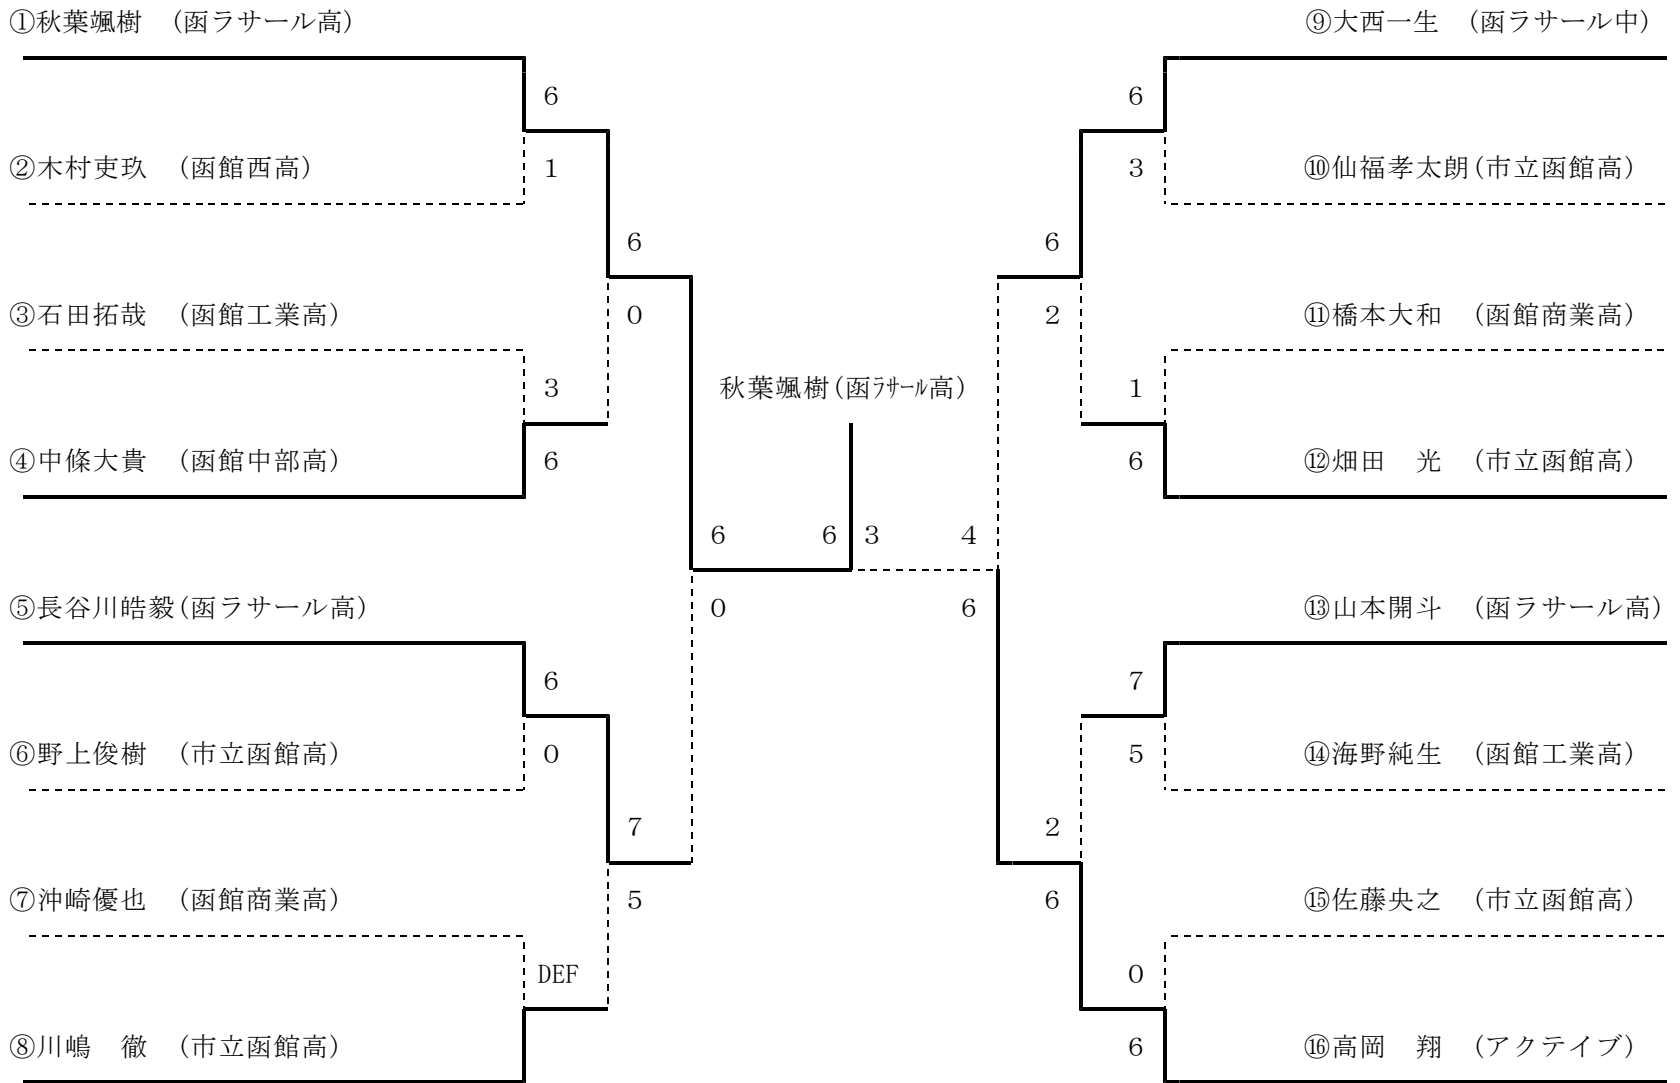 ①秋葉颯樹　(函ラサール高)
6
②木村吏玖　(函館西高)
1
6
③石田拓哉　(函館工業高)
0
3
④中條大貴　(函館中部高)
6
⑤長谷川皓毅(函ラサール高)
6
⑥野上俊樹　(市立函館高)
0
7
⑦沖崎優也　(函館商業高)
5
DEF
⑧川嶋　徹　(市立函館高)
6
0
秋葉颯樹(函ﾗｻｰﾙ高)
6 3
4
6
⑨大西一生　(函ラサール中)
6
⑩仙福孝太朗(市立函館高)
3
6
⑪橋本大和　(函館商業高)
2
1
⑫畑田　光　(市立函館高)
6
⑬山本開斗　(函ラサール高)
7
⑭海野純生　(函館工業高)
5
2
⑮佐藤央之　(市立函館高)
6
0
⑯高岡　翔　(アクテイブ)
6